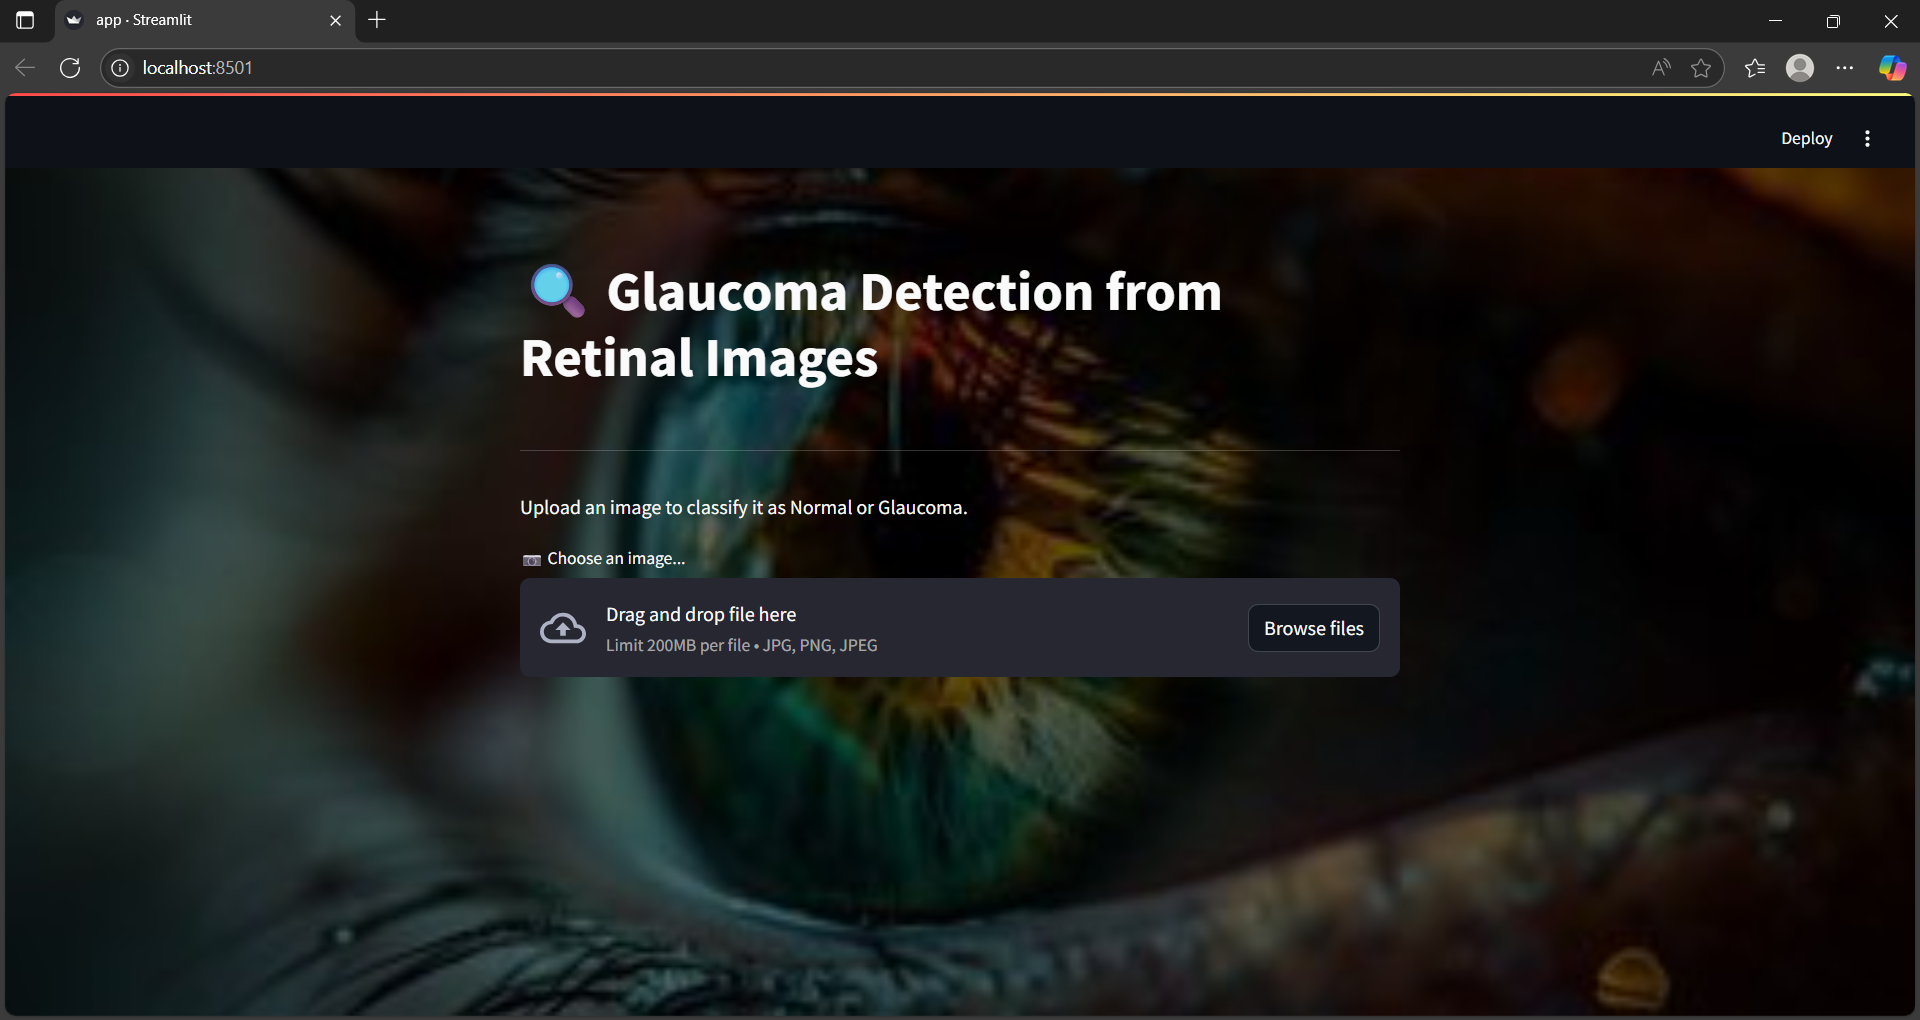 app · Streamlit
localhost:8501
Deploy
Glaucoma Detection from
Retinal Images
Upload an image to classify it as Normal or Glaucoma.
Choose an image...
Drag and drop file here
Limit 200MB per file • JPG, PNG, JPEG
Browse files